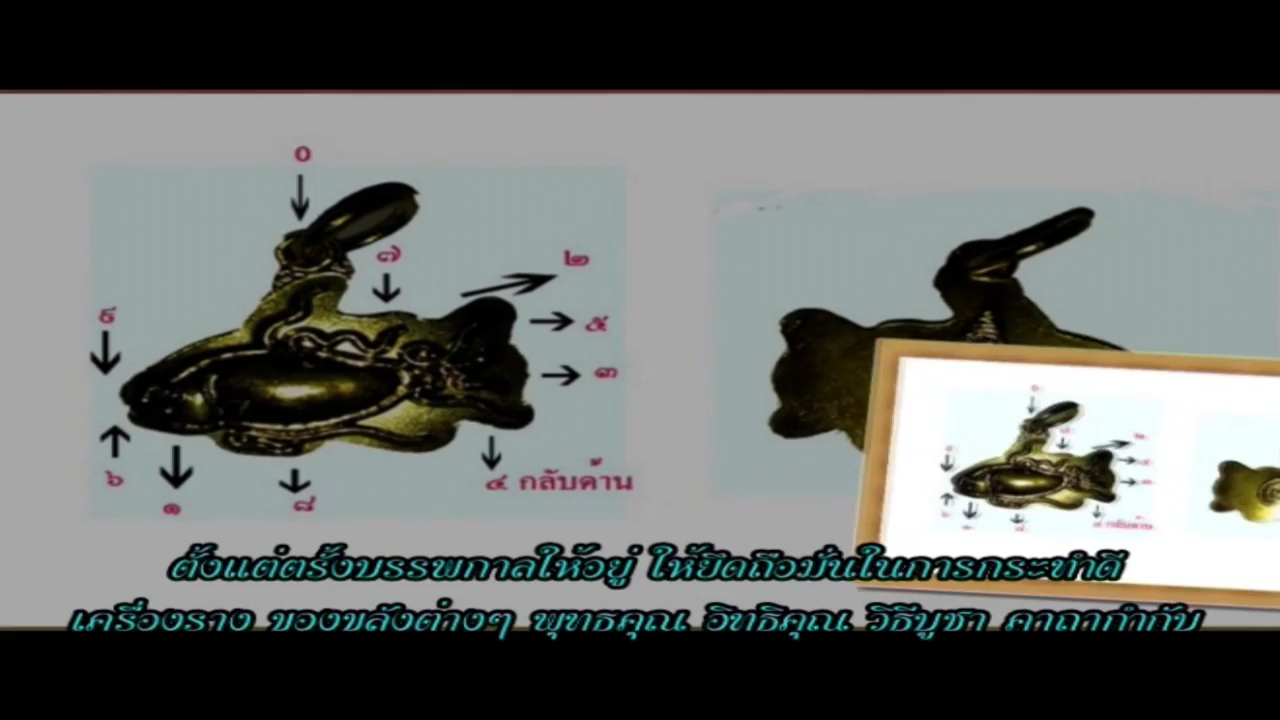 ๐
๗
๒
๕
๓
๖
๑
๘
๔ กลับด้าน
ตั้งแต่ครั้งบรรพกาลให้อยู่ ให้ยึดถือมั่นในการกระทำดี
เครื่องราง ของขลังต่างๆ พุทธคุณ อิทธิคุณ วิธีบูชา คาถากำกับ